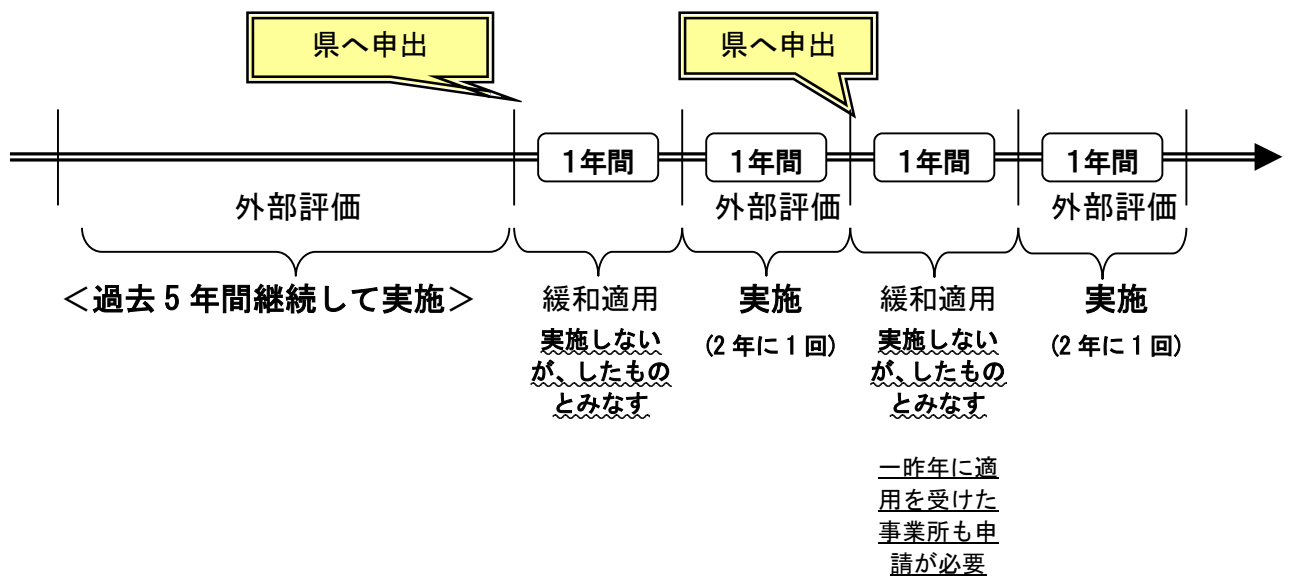 県へ申出
県へ申出
1年間
1年間
1年間
1年間
外部評価
外部評価
外部評価
＜過去５年間継続して実施＞
緩和適用
実施しない
が、したもの
とみなす
実施
(２年に１回)
緩和適用
実施しない
が、したもの
とみなす
一昨年に適
用を受けた
事業所も申
請が必要
実施
(２年に１回)